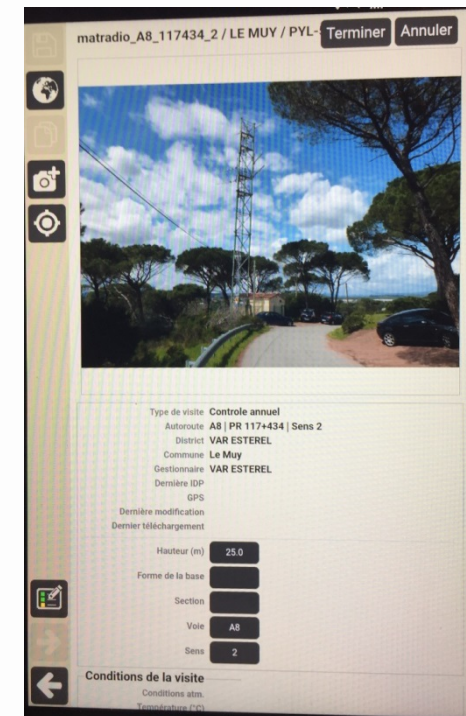 matradio_A8_117434_2 / LE MUY / PYL- Terminer Annuler
Type de visite Controle annuel
Autoroute A8 | PR 117+434 | Sens 2
District VAR ESTEREL
Commune Le Muy
Gestionnaire VAR ESTEREL
Dernière IDP
GPS
Dernière modification
Dernier téléchargement
Hauteur (m) 25.0
Forme de la base
Section
Voie A8
Sens 2
Conditions de la visite
Conditions atm.
Température (°C)